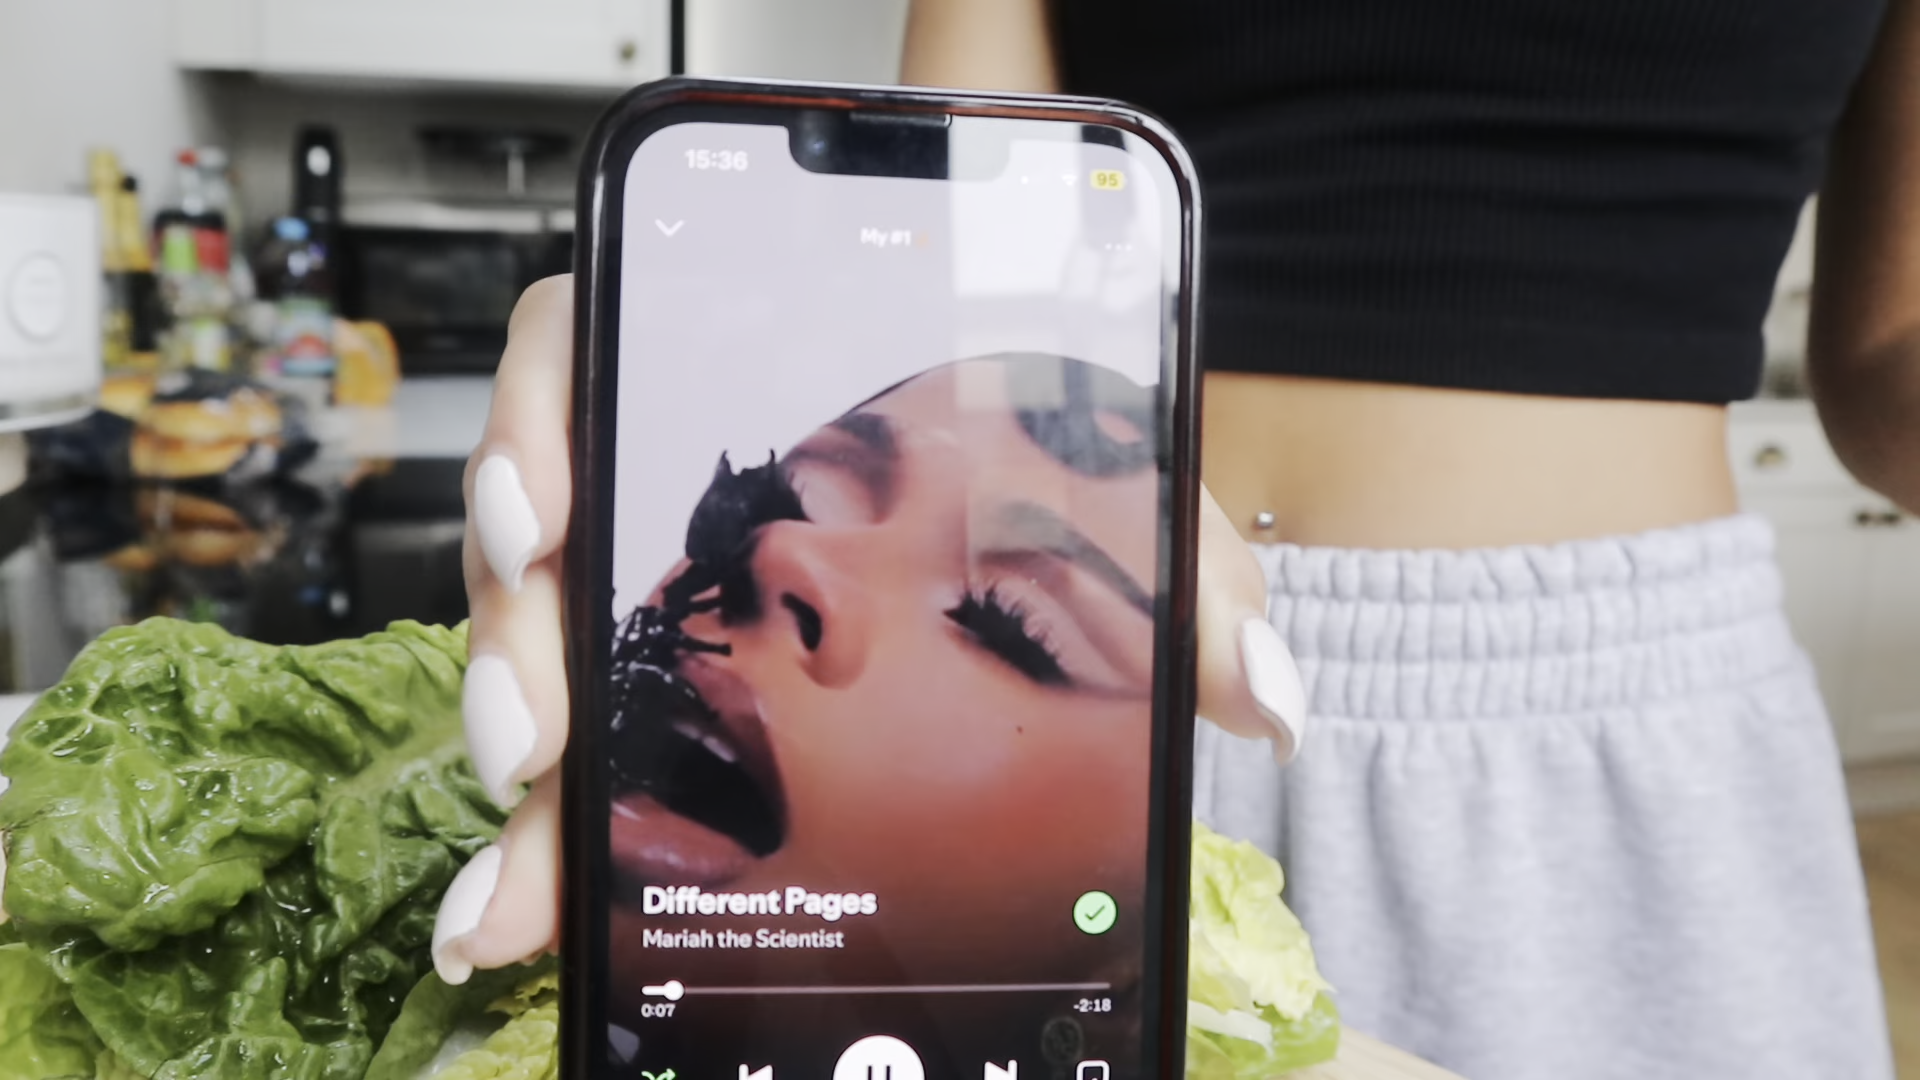 15:36
95
My #1
Different Pages
Mariah the Scientist
0:07
-2:18